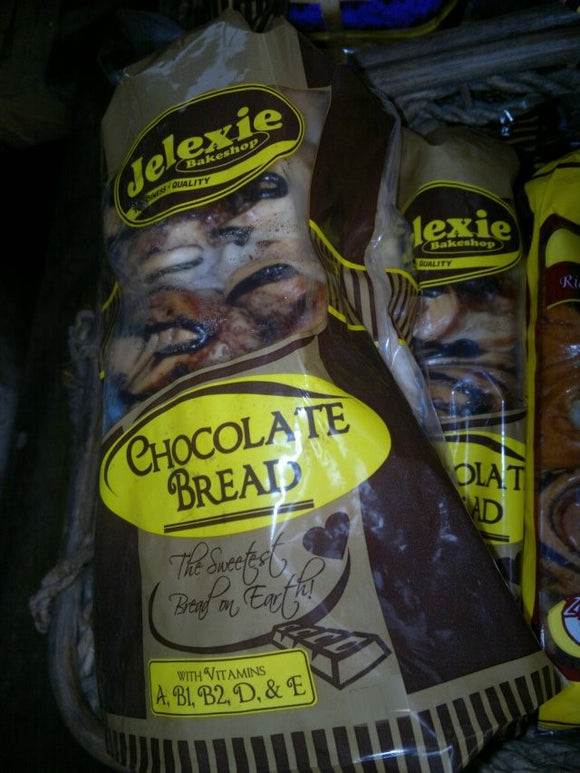 Jelexie
Bakeshop
QUALITY
CHOCOLATE
BREAD
The Sweetest
Bread on Earth!
WITH VITAMINS
A, B1, B2, D, & E
lexie
Bakeshop
QUALITY
OLAT
AD